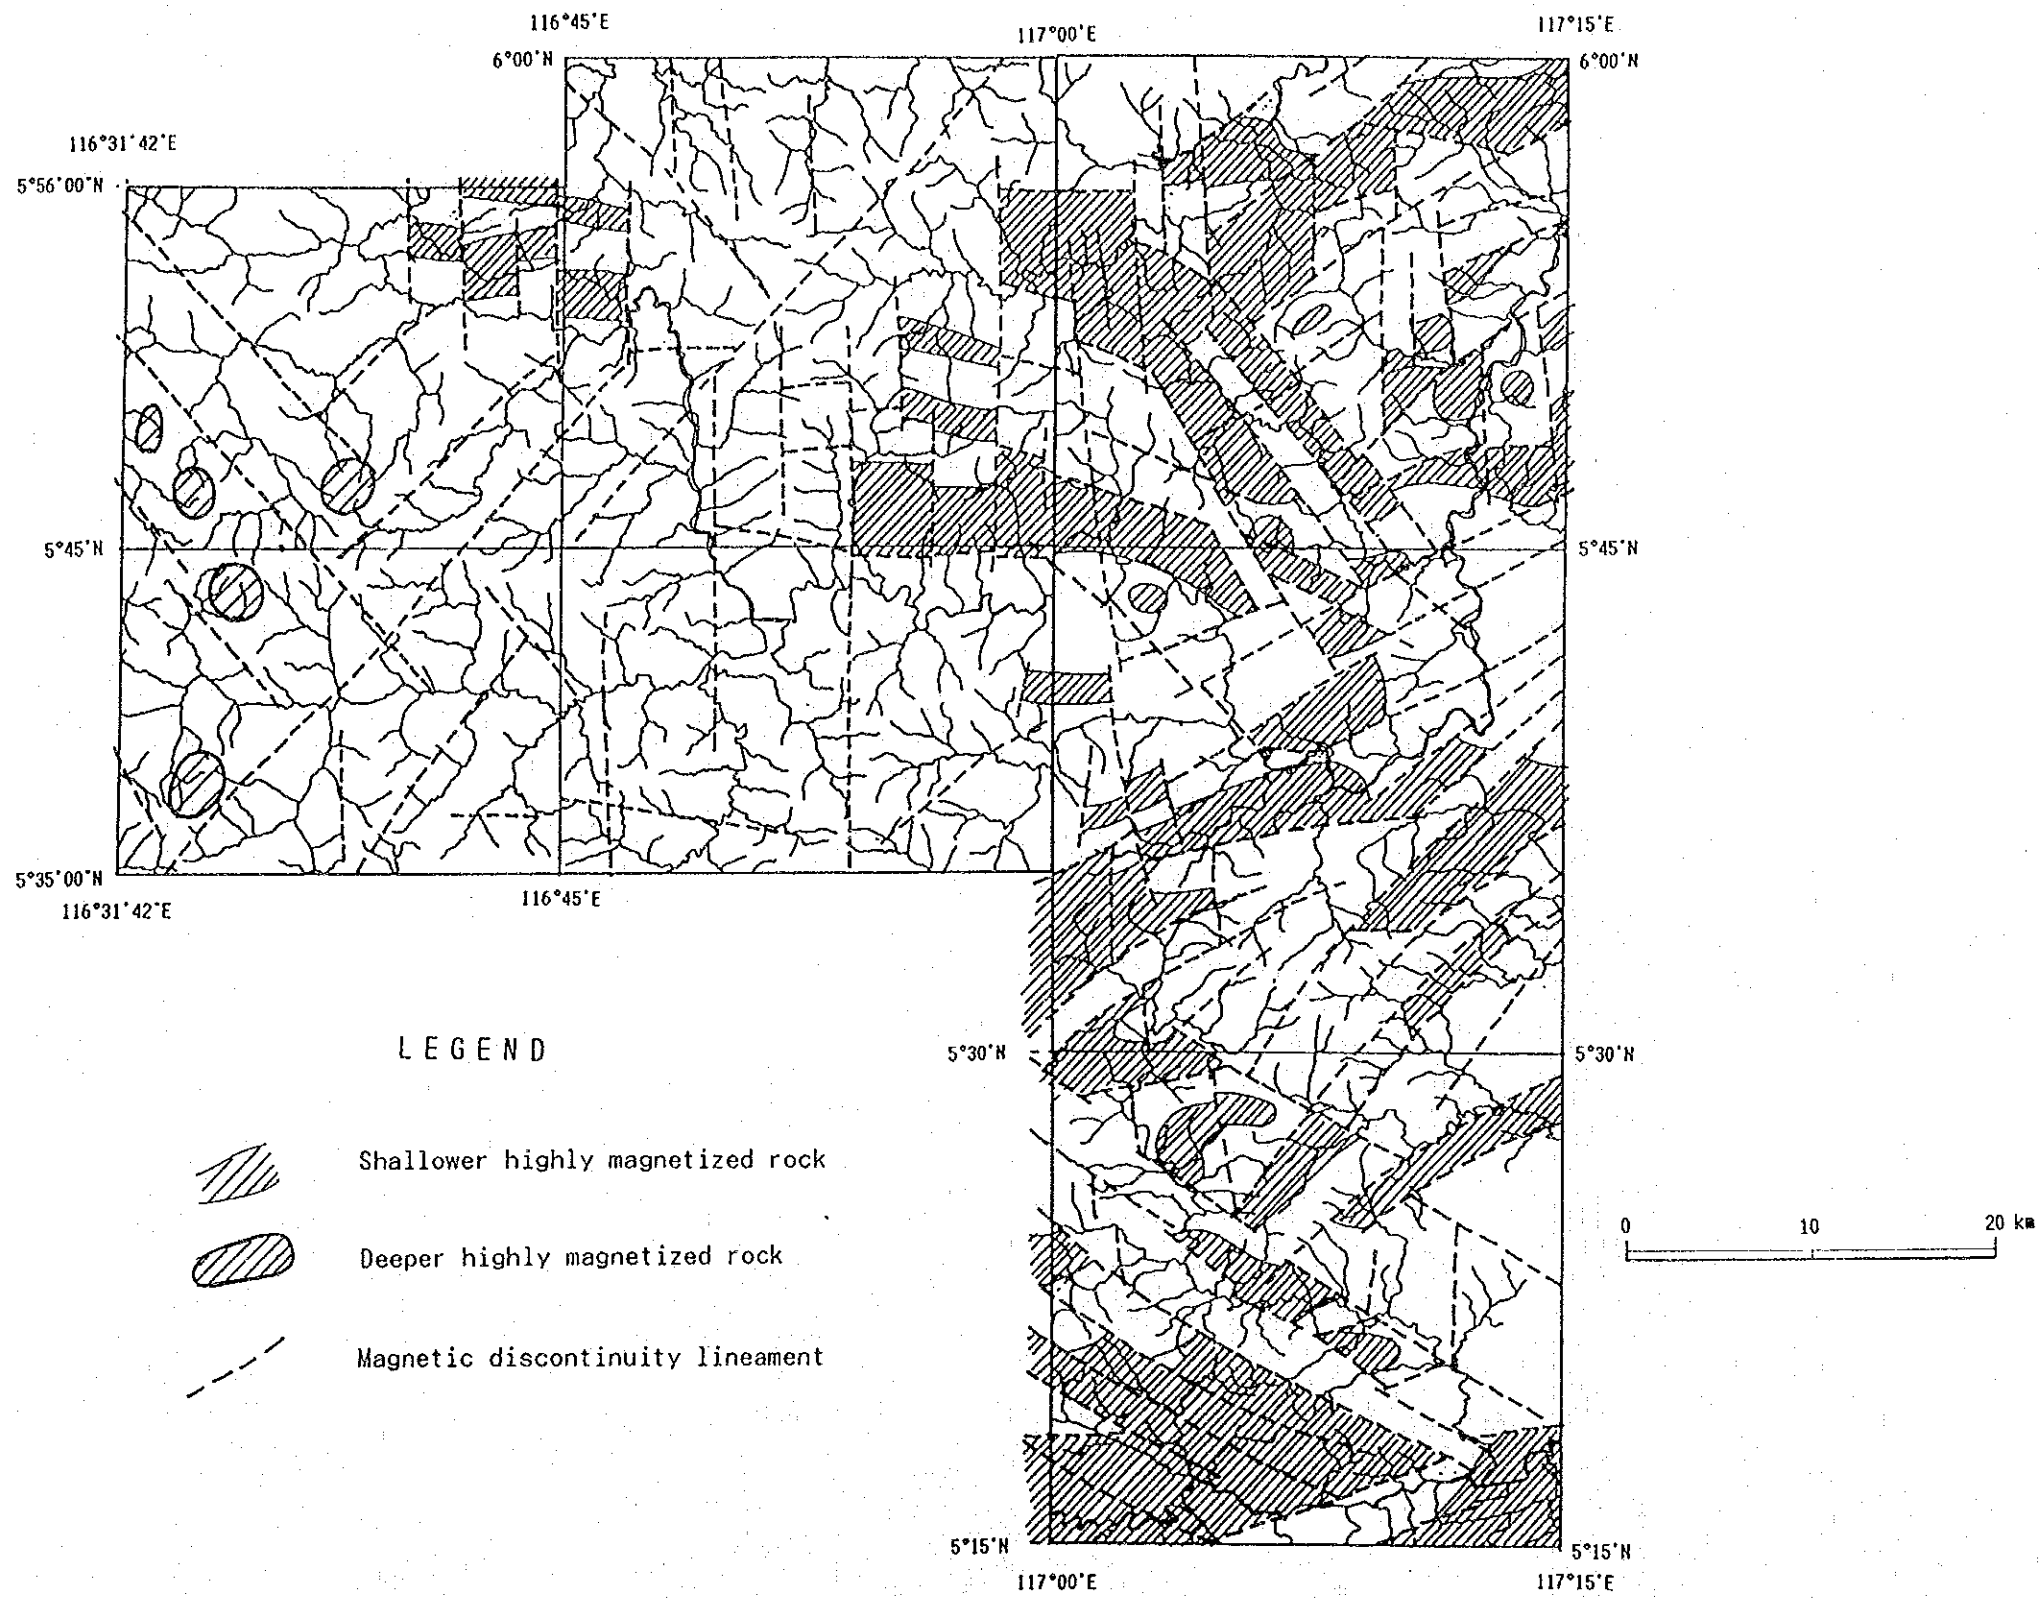 116°45'E
117°00'E
117°15'E
6°00'N
6°00'N
116°31'42"E
5°56'00"N
5°45'N
5°45'N
5°35'00"N
116°31'42"E
116°45'E
LEGEND
5°30'N
5°30'N
Shallower highly magnetized rock
Deeper highly magnetized rock
Magnetic discontinuity lineament
0 10 20 km
5°15'N
5°15'N
117°00'E
117°15'E